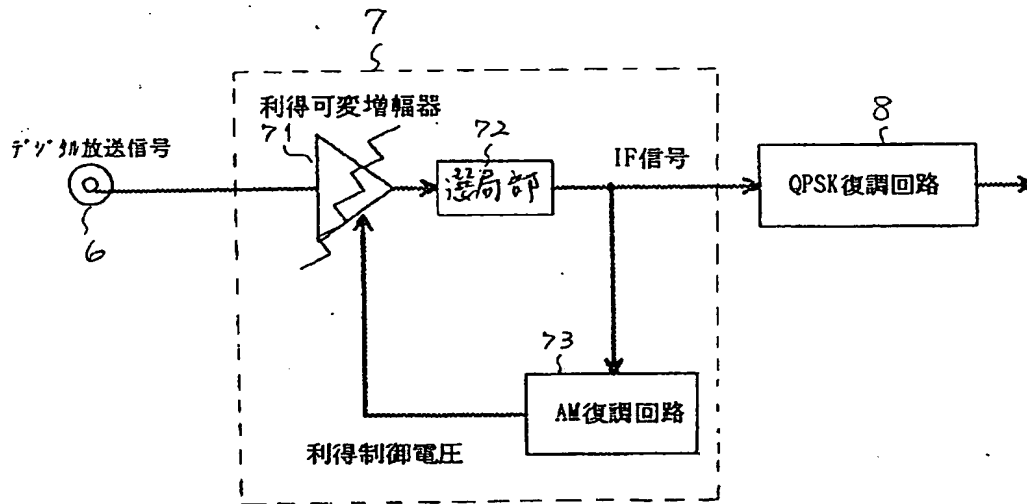 7
利得可変増幅器
71
デジタル放送信号
72
選局部
IF信号
8
QPSK復調回路
6
73
AM復調回路
利得制御電圧